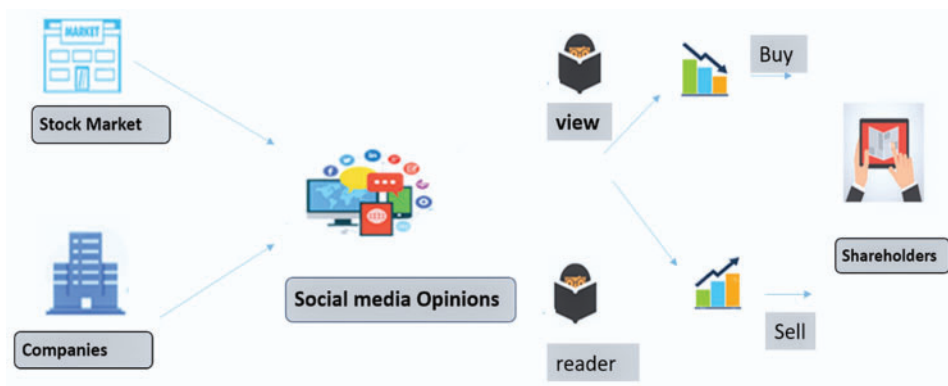 MARKET
Stock Market
Companies
Social media Opinions
view
reader
Buy
Sell
Shareholders